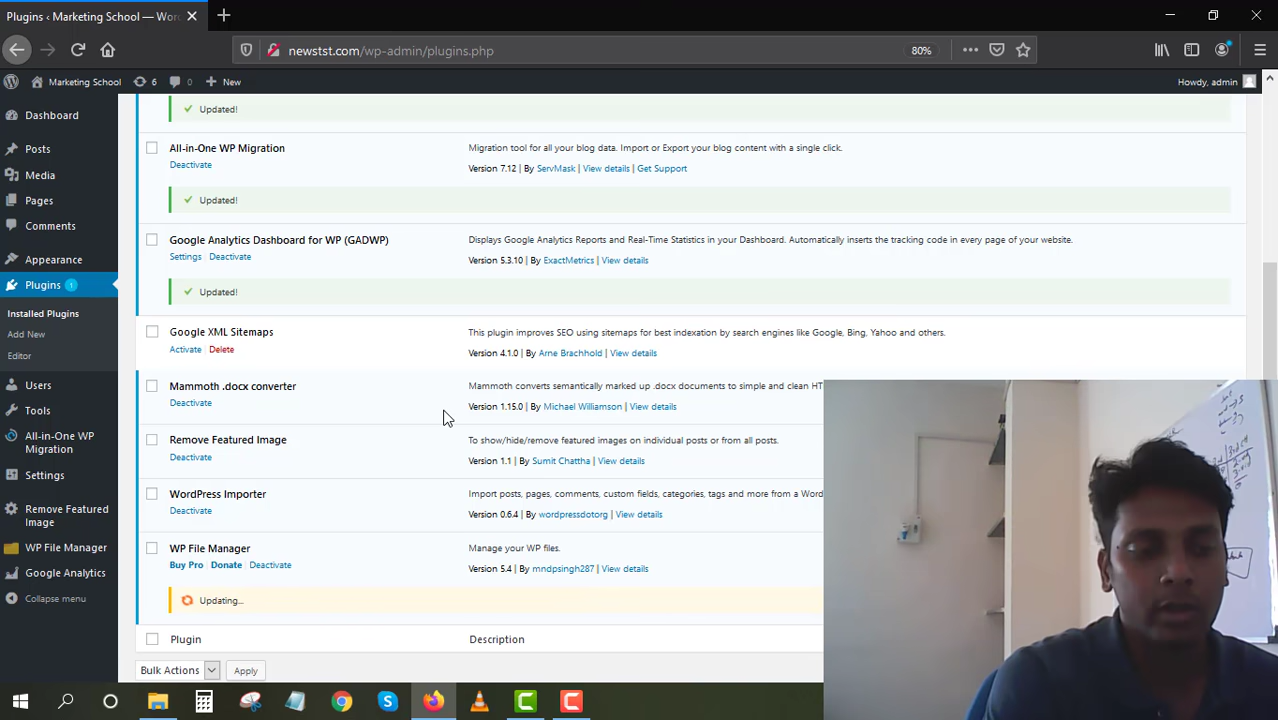 Plugins ‹ Marketing School — Wor
newstst.com/wp-admin/plugins.php
80%
Marketing School
6
0
New
Howdy, admin
Dashboard
Posts
Media
Pages
Comments
Appearance
Plugins 1
Installed Plugins
Add New
Editor
Users
Tools
All-in-One WP
Migration
Settings
Remove Featured
Image
WP File Manager
Google Analytics
Collapse menu
Updated!
All-in-One WP Migration
Migration tool for all your blog data. Import or Export your blog content with a single click.
Deactivate
Version 7.12 | By ServMask | View details | Get Support
Updated!
Google Analytics Dashboard for WP (GADWP)
Displays Google Analytics Reports and Real-Time Statistics in your Dashboard. Automatically inserts the tracking code in every page of your website.
Settings | Deactivate
Version 5.3.10 | By ExactMetrics | View details
Updated!
Google XML Sitemaps
This plugin improves SEO using sitemaps for best indexation by search engines like Google, Bing, Yahoo and others.
Activate | Delete
Version 4.1.0 | By Arne Brachhold | View details
Mammoth .docx converter
Mammoth converts semantically marked up .docx documents to simple and clean HT
Deactivate
Version 1.15.0 | By Michael Williamson | View details
Remove Featured Image
To show/hide/remove featured images on individual posts or from all posts.
Deactivate
Version 1.1 | By Sumit Chattha | View details
WordPress Importer
Import posts, pages, comments, custom fields, categories, tags and more from a Word
Deactivate
Version 0.6.4 | By wordpressdotorg | View details
WP File Manager
Manage your WP files.
Buy Pro | Donate | Deactivate
Version 5.4 | By mndpsingh287 | View details
Updating...
Plugin
Description
Bulk Actions
Apply